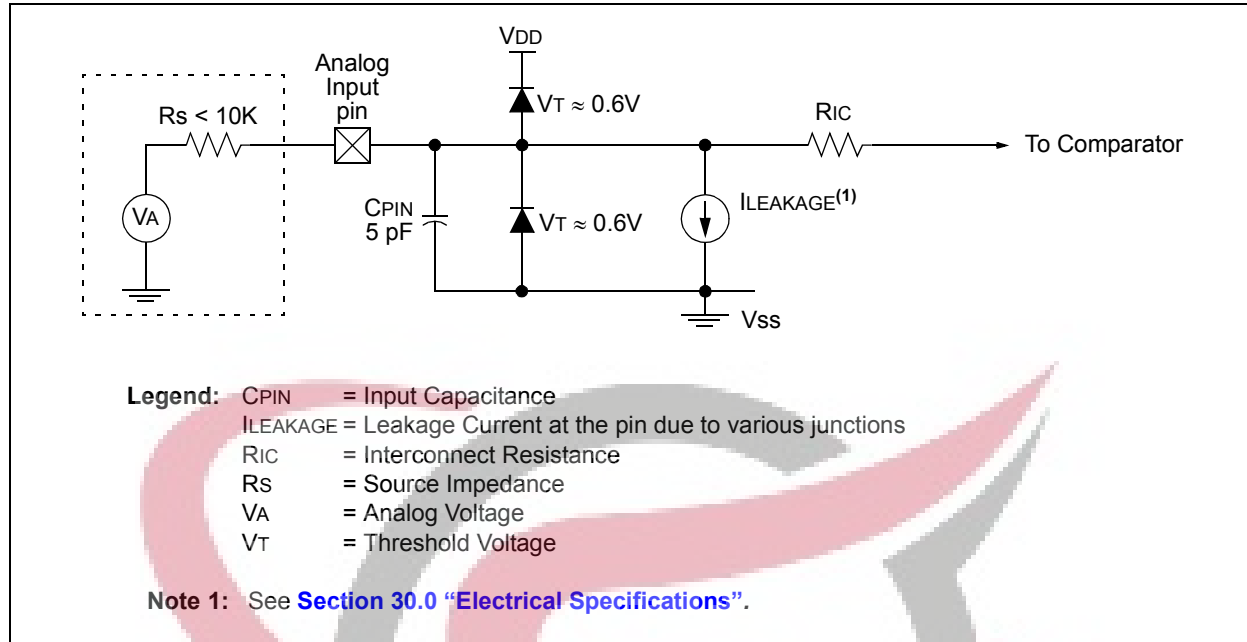 VDD
Analog
Input
pin
Rs < 10K
VT ≈ 0.6V
RIC
To Comparator
VA
CPIN
5 pF
VT ≈ 0.6V
ILEAKAGE(1)
Vss
Legend: CPIN = Input Capacitance
ILEAKAGE = Leakage Current at the pin due to various junctions
RIC = Interconnect Resistance
RS = Source Impedance
VA = Analog Voltage
VT = Threshold Voltage
Note 1: See Section 30.0 “Electrical Specifications”.